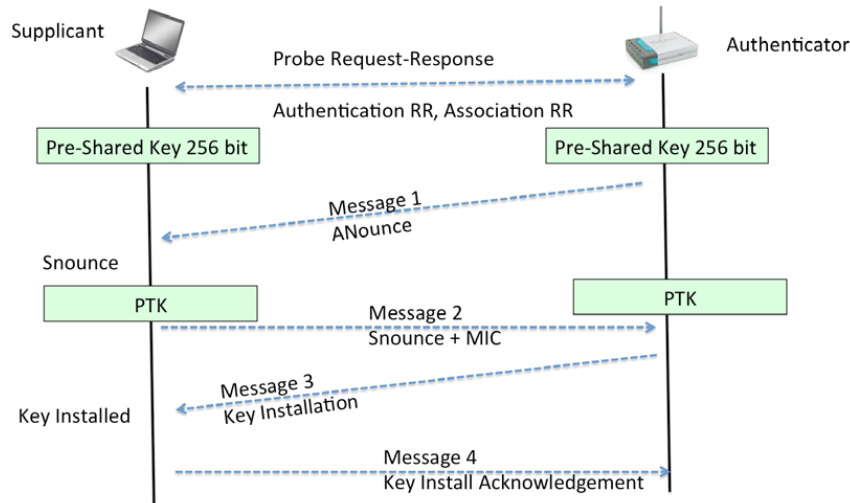 Supplicant
Authenticator
Probe Request-Response
Authentication RR, Association RR
Pre-Shared Key 256 bit
Pre-Shared Key 256 bit
Message 1
ANounce
Snounce
PTK
PTK
Message 2
Snounce + MIC
Message 3
Key Installation
Key Installed
Message 4
Key Install Acknowledgement